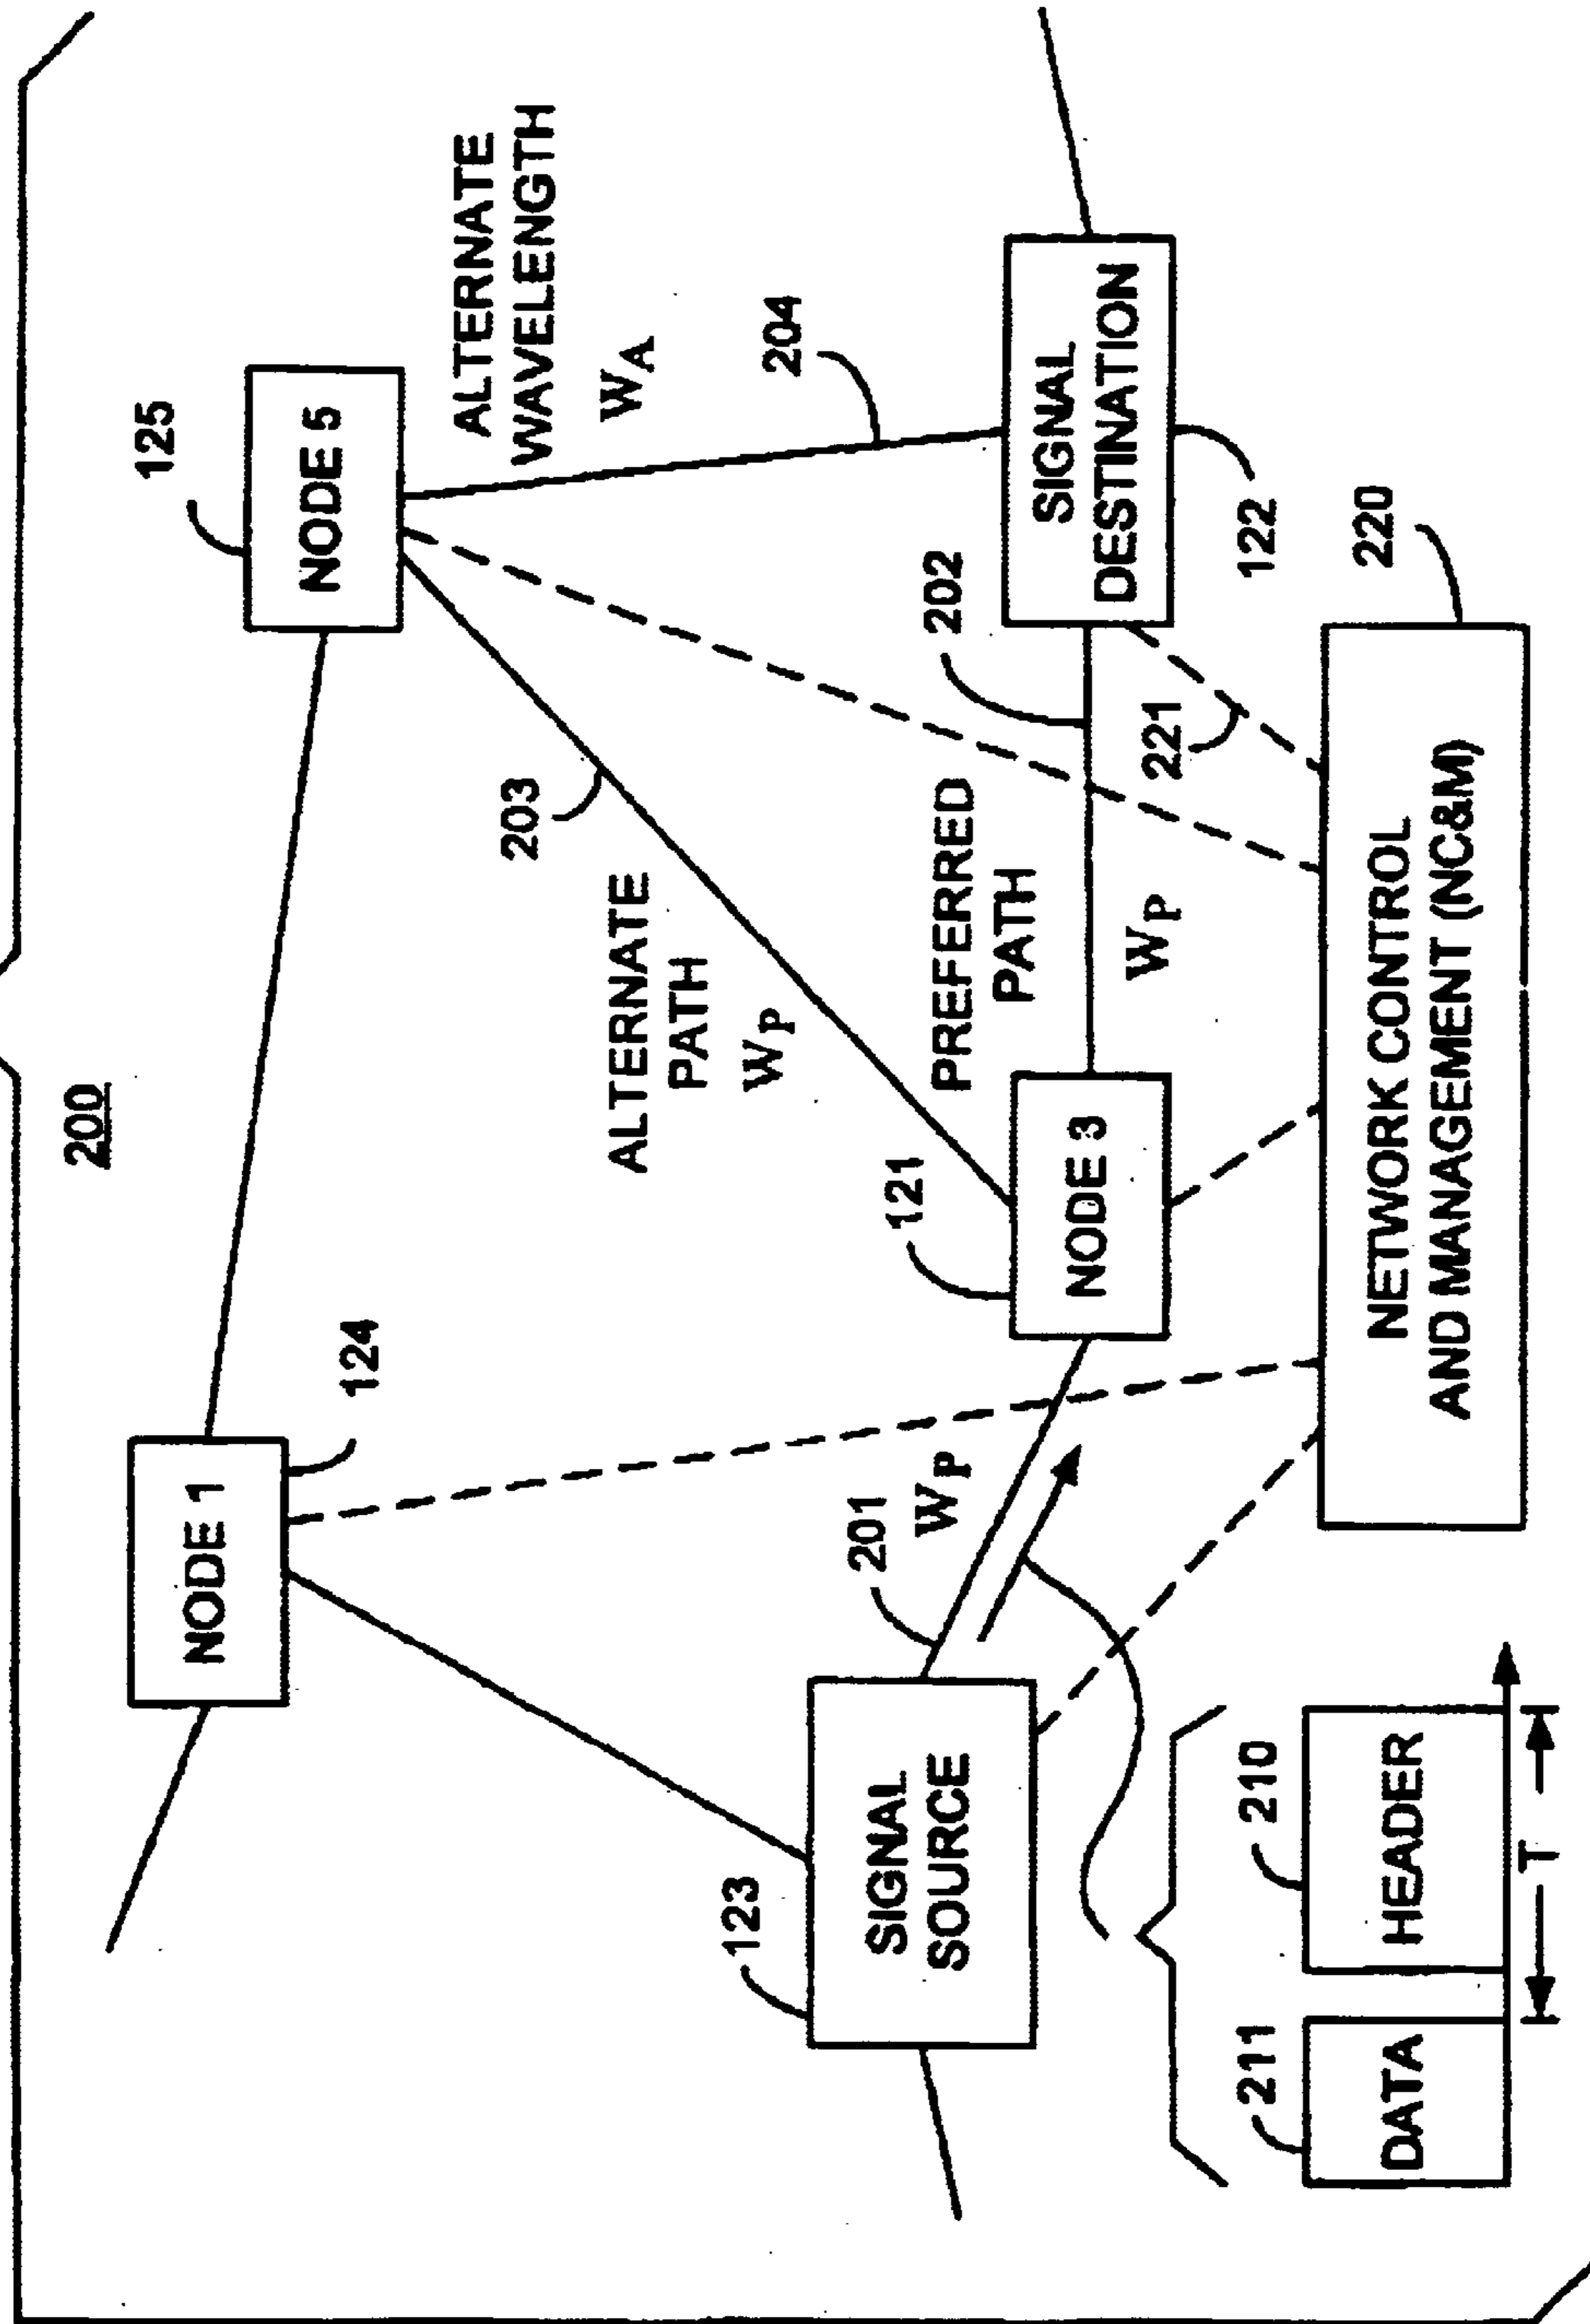 200
NODE 1
124
NODE 5
125
ALTERNATE
WAVELENGTH
WA
204
203
ALTERNATE
PATH
WP
SIGNAL
SOURCE
123
201
WP
NODE 3
121
PREFERRED
PATH
WP
202
SIGNAL
DESTINATION
122
221
NETWORK CONTROL
AND MANAGEMENT (NC&M)
220
211
DATA
210
HEADER
T